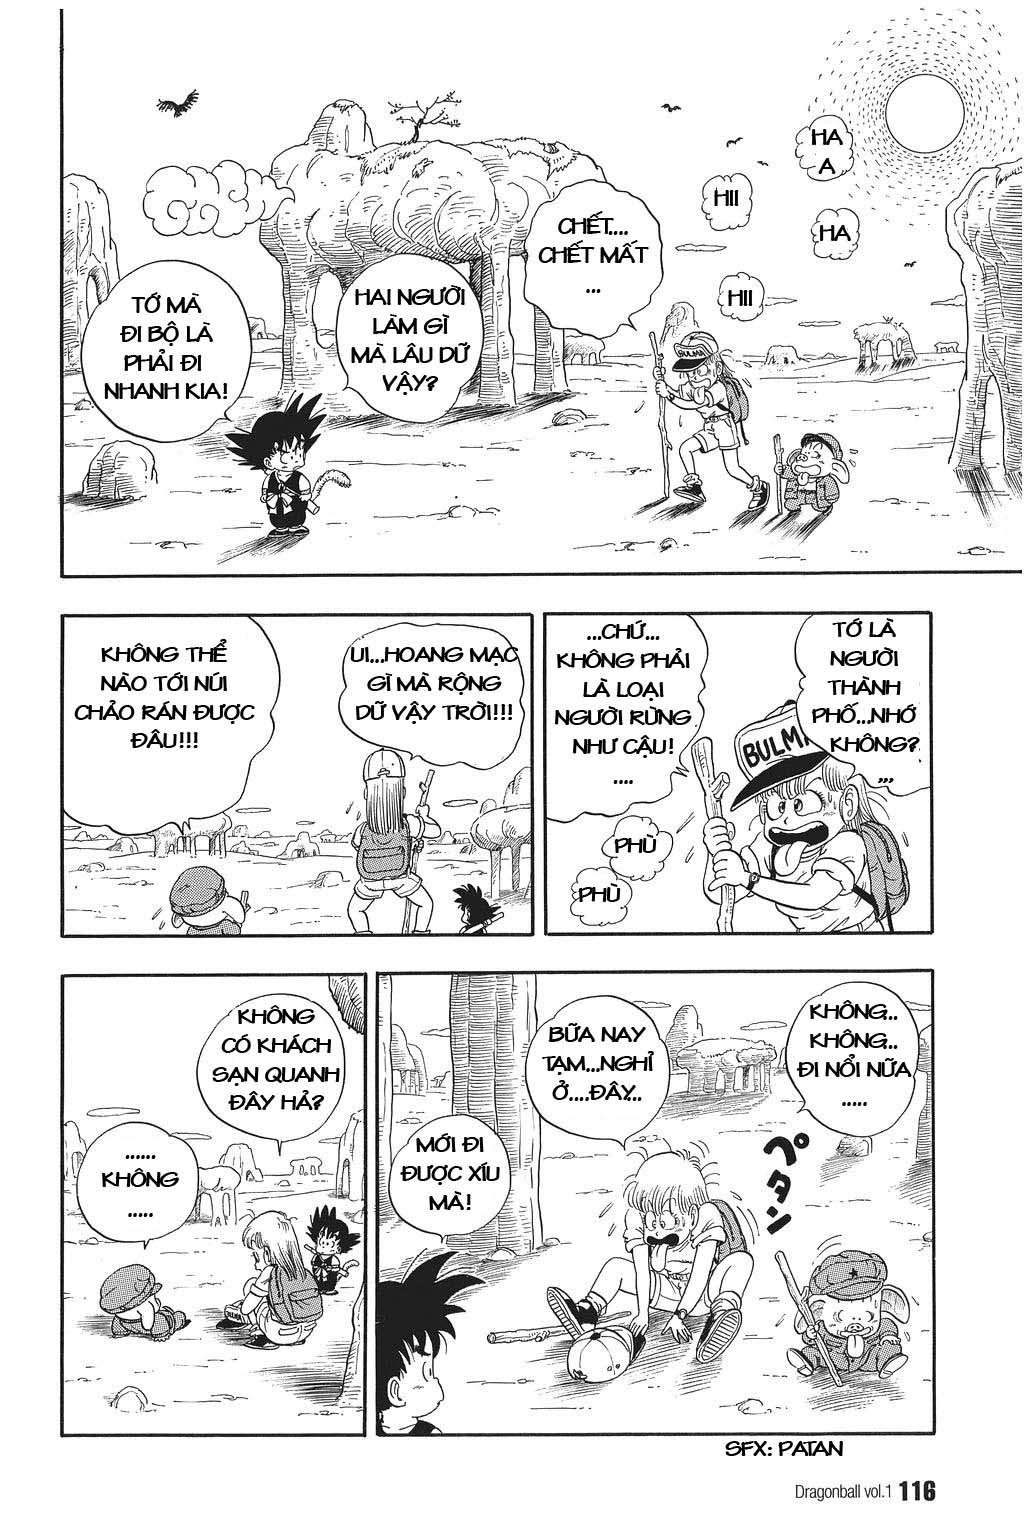 HA
A
HII
HA
HII
CHẾT....
CHẾT MẤT
...
HAI NGƯỜI
LÀM GÌ
MÀ LÂU DỮ
VẬY?
TỚ MÀ
ĐI BỘ LÀ
PHẢI ĐI
NHANH KIA!
BULMA
TỚ LÀ
NGƯỜI
THÀNH
PHỐ...NHỚ
KHÔNG?
...
...CHỨ...
KHÔNG PHẢI
LÀ LOẠI
NGƯỜI RỪNG
NHƯ CẬU!
....
BULMA
PHÙ
PHÙ
UI...HOANG MẠC
GÌ MÀ RỘNG
DỮ VẬY TRỜI!!!
KHÔNG THỂ
NÀO TỚI NÚI
CHẢO RÁN ĐƯỢC
ĐÂU!!!
KHÔNG..
KHÔNG..
ĐI NỔI NỮA
.....
BỮA NAY
TẠM...NGHỈ
Ở....ĐÂY...
MỚI ĐI
ĐƯỢC XÍU
MÀ!
ペタン
KHÔNG
CÓ KHÁCH
SẠN QUANH
ĐÂY HẢ?
......
KHÔNG
.....
BULMA
SFX: PATAN
Dragonball vol.1 116